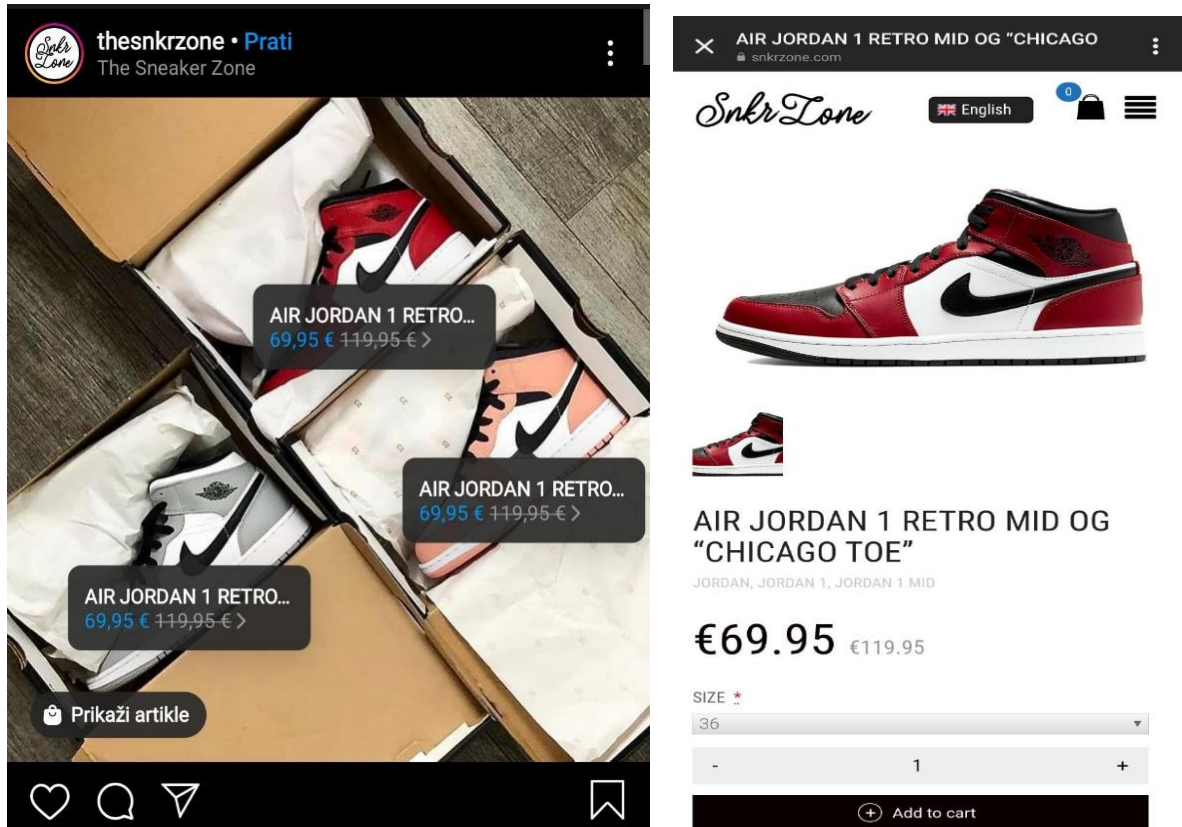 Snkr
Zone
thesnkrzone • Prati
The Sneaker Zone
AIR JORDAN 1 RETRO...
69,95 € 119,95 €
AIR JORDAN 1 RETRO...
69,95 € 119,95 €
AIR JORDAN 1 RETRO...
69,95 € 119,95 €
Prikaži artikle
AIR JORDAN 1 RETRO MID OG “CHICAGO
snkrzone.com
SnkrZone
English
0
AIR JORDAN 1 RETRO MID OG
“CHICAGO TOE”
JORDAN, JORDAN 1, JORDAN 1 MID
€69.95 €119.95
SIZE *
36
- 1 +
Add to cart